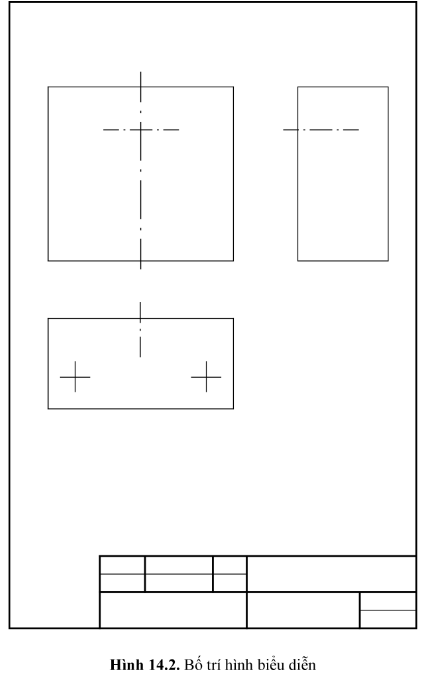 Hình 14.2. Bố trí hình biểu diễn